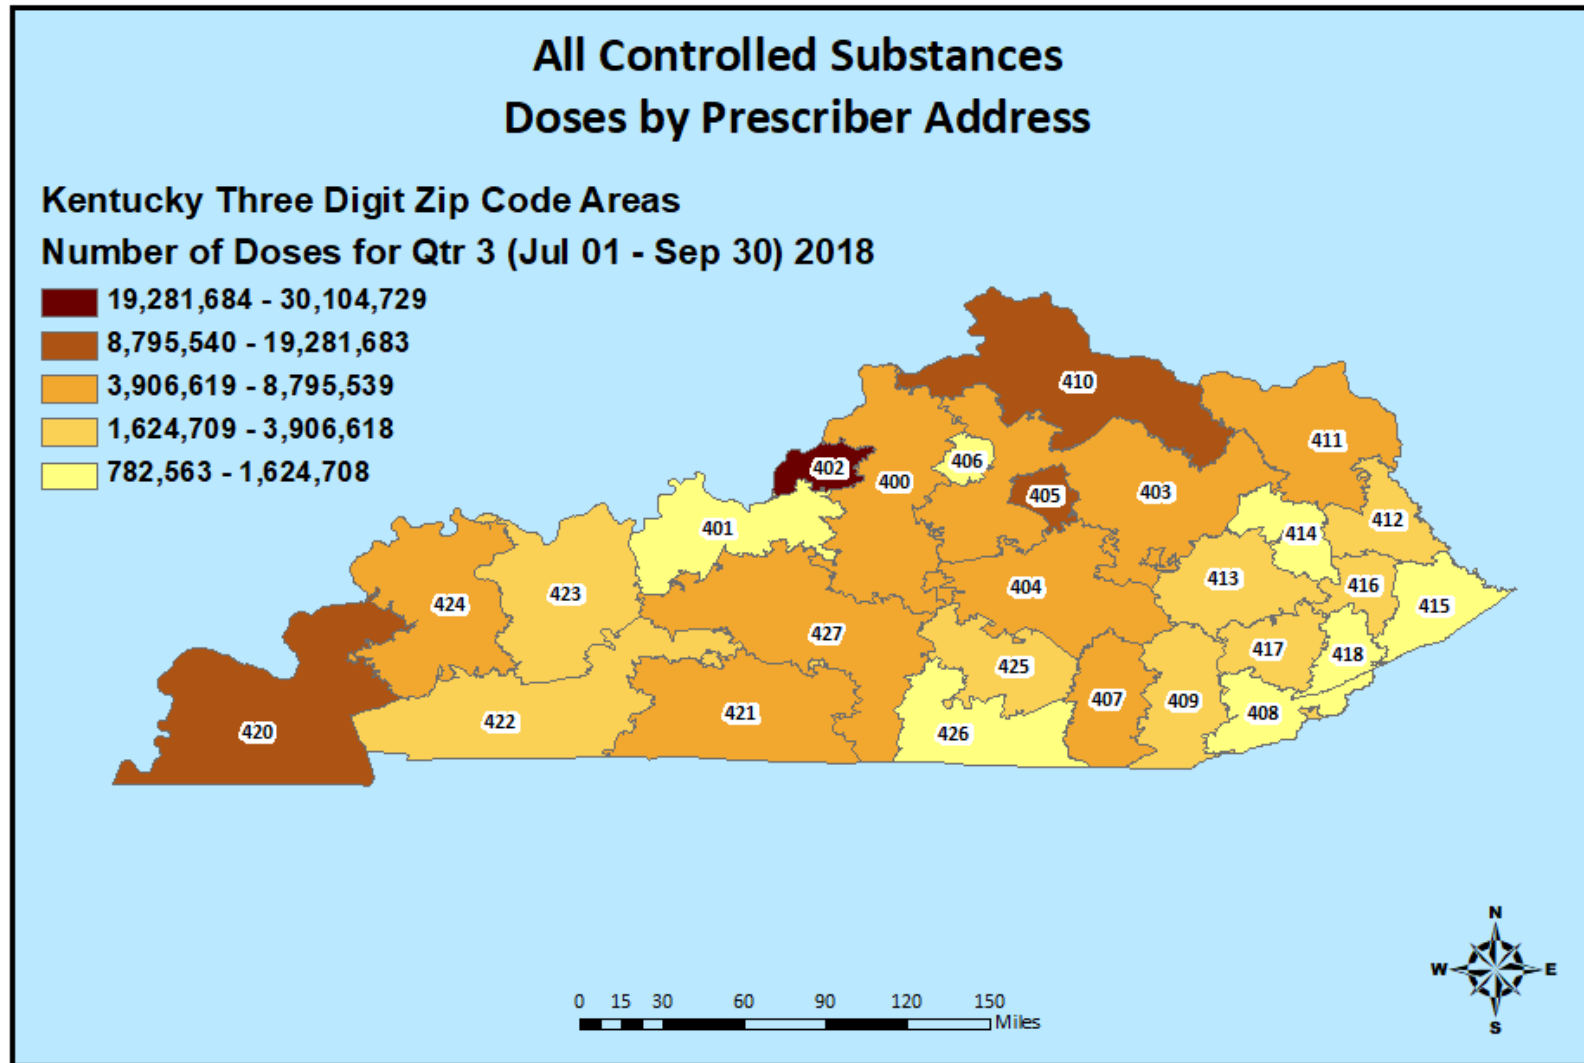 All Controlled Substances
Doses by Prescriber Address
Kentucky Three Digit Zip Code Areas
Number of Doses for Qtr 3 (Jul 01 - Sep 30) 2018
19,281,684 - 30,104,729
8,795,540 - 19,281,683
3,906,619 - 8,795,539
1,624,709 - 3,906,618
782,563 - 1,624,708
410
411
402
406
400
405
403
412
401
414
413
416
404
423
424
415
427
417
418
425
407
409
408
421
422
420
426
N
W E
S
0 15 30 60 90 120 150
Miles